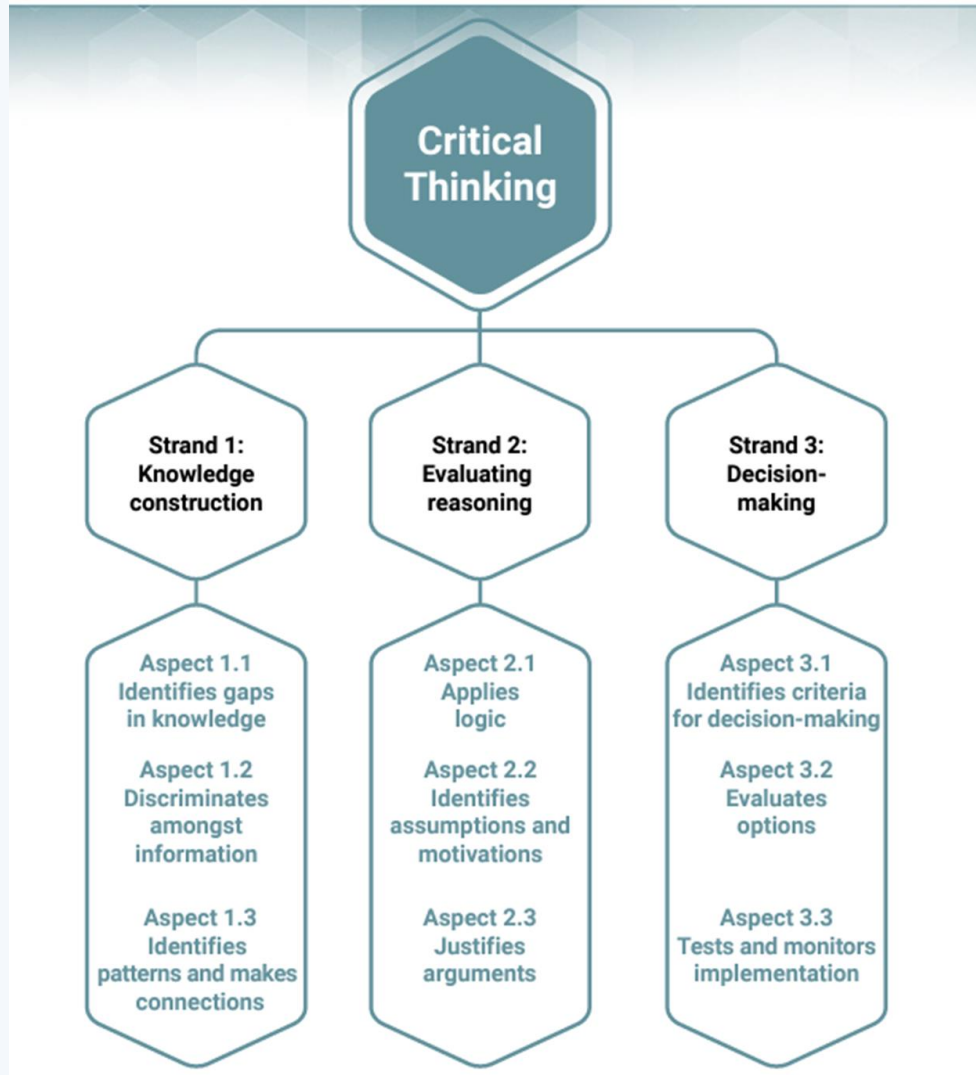 Critical
Thinking
Strand 1:
Knowledge
construction
Strand 2:
Evaluating
reasoning
Strand 3:
Decision-
making
Aspect 1.1
Identifies gaps
in knowledge
Aspect 1.2
Discriminates
amongst
information
Aspect 1.3
Identifies
patterns and makes
connections
Aspect 2.1
Applies
logic
Aspect 2.2
Identifies
assumptions and
motivations
Aspect 2.3
Justifies
arguments
Aspect 3.1
Identifies criteria
for decision-making
Aspect 3.2
Evaluates
options
Aspect 3.3
Tests and monitors
implementation